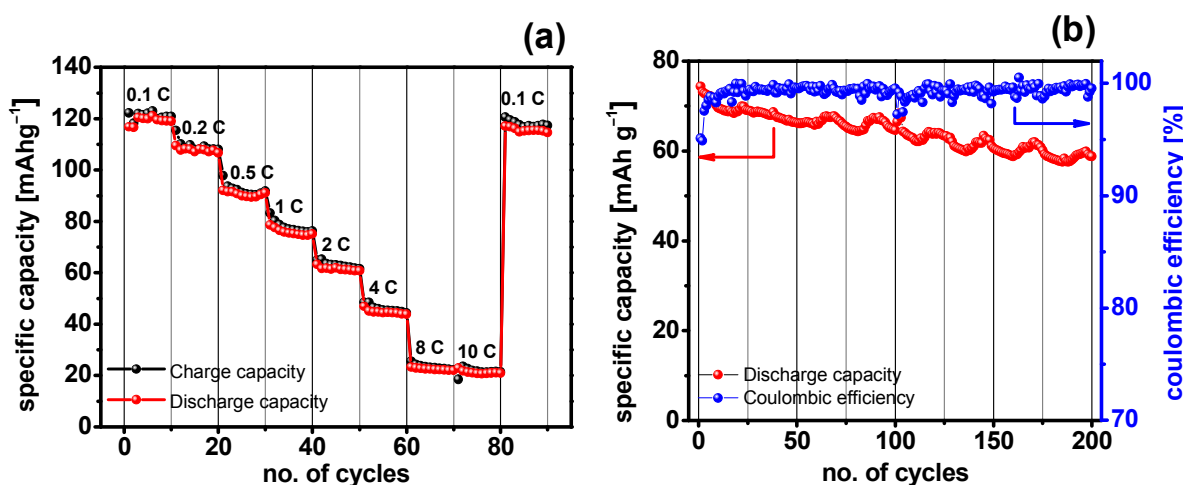 (a)
specific capacity [mAhg⁻¹]
140
120
100
80
60
40
20
0
0.1 C
0.2 C
0.5 C
1 C
2 C
4 C
8 C
10 C
0.1 C
Charge capacity
Discharge capacity
0 20 40 60 80
no. of cycles
(b)
specific capacity [mAh g⁻¹]
80
60
40
20
0
Discharge capacity
Coulombic efficiency
0 50 100 150 200
no. of cycles
100
90
80
70
coulombic efficiency [%]